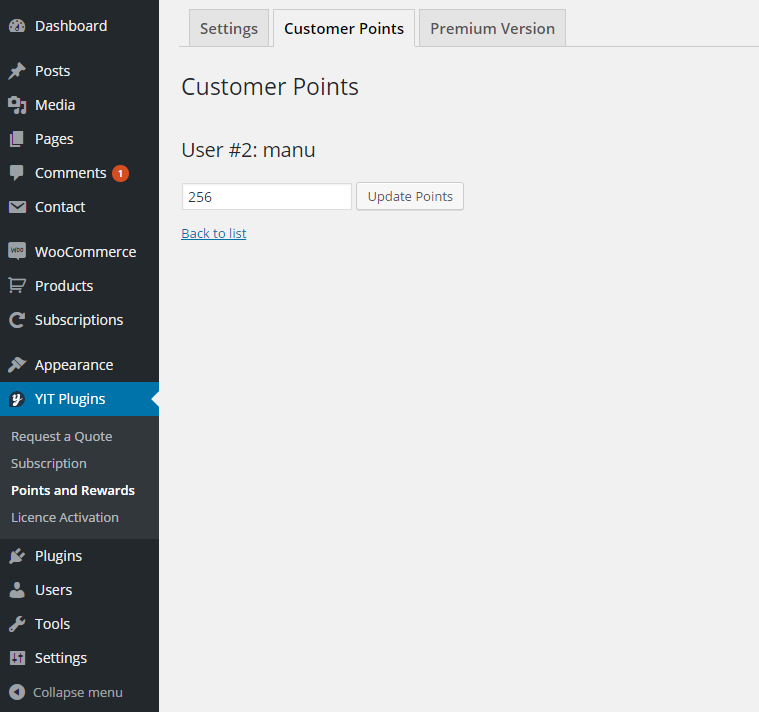 Dashboard
Posts
Media
Pages
Comments 1
Contact
Woo WooCommerce
Products
Subscriptions
Appearance
YIT Plugins
Request a Quote
Subscription
Points and Rewards
Licence Activation
Plugins
Users
Tools
Settings
Collapse menu
Settings Customer Points Premium Version
Customer Points
User #2: manu
256 Update Points
Back to list